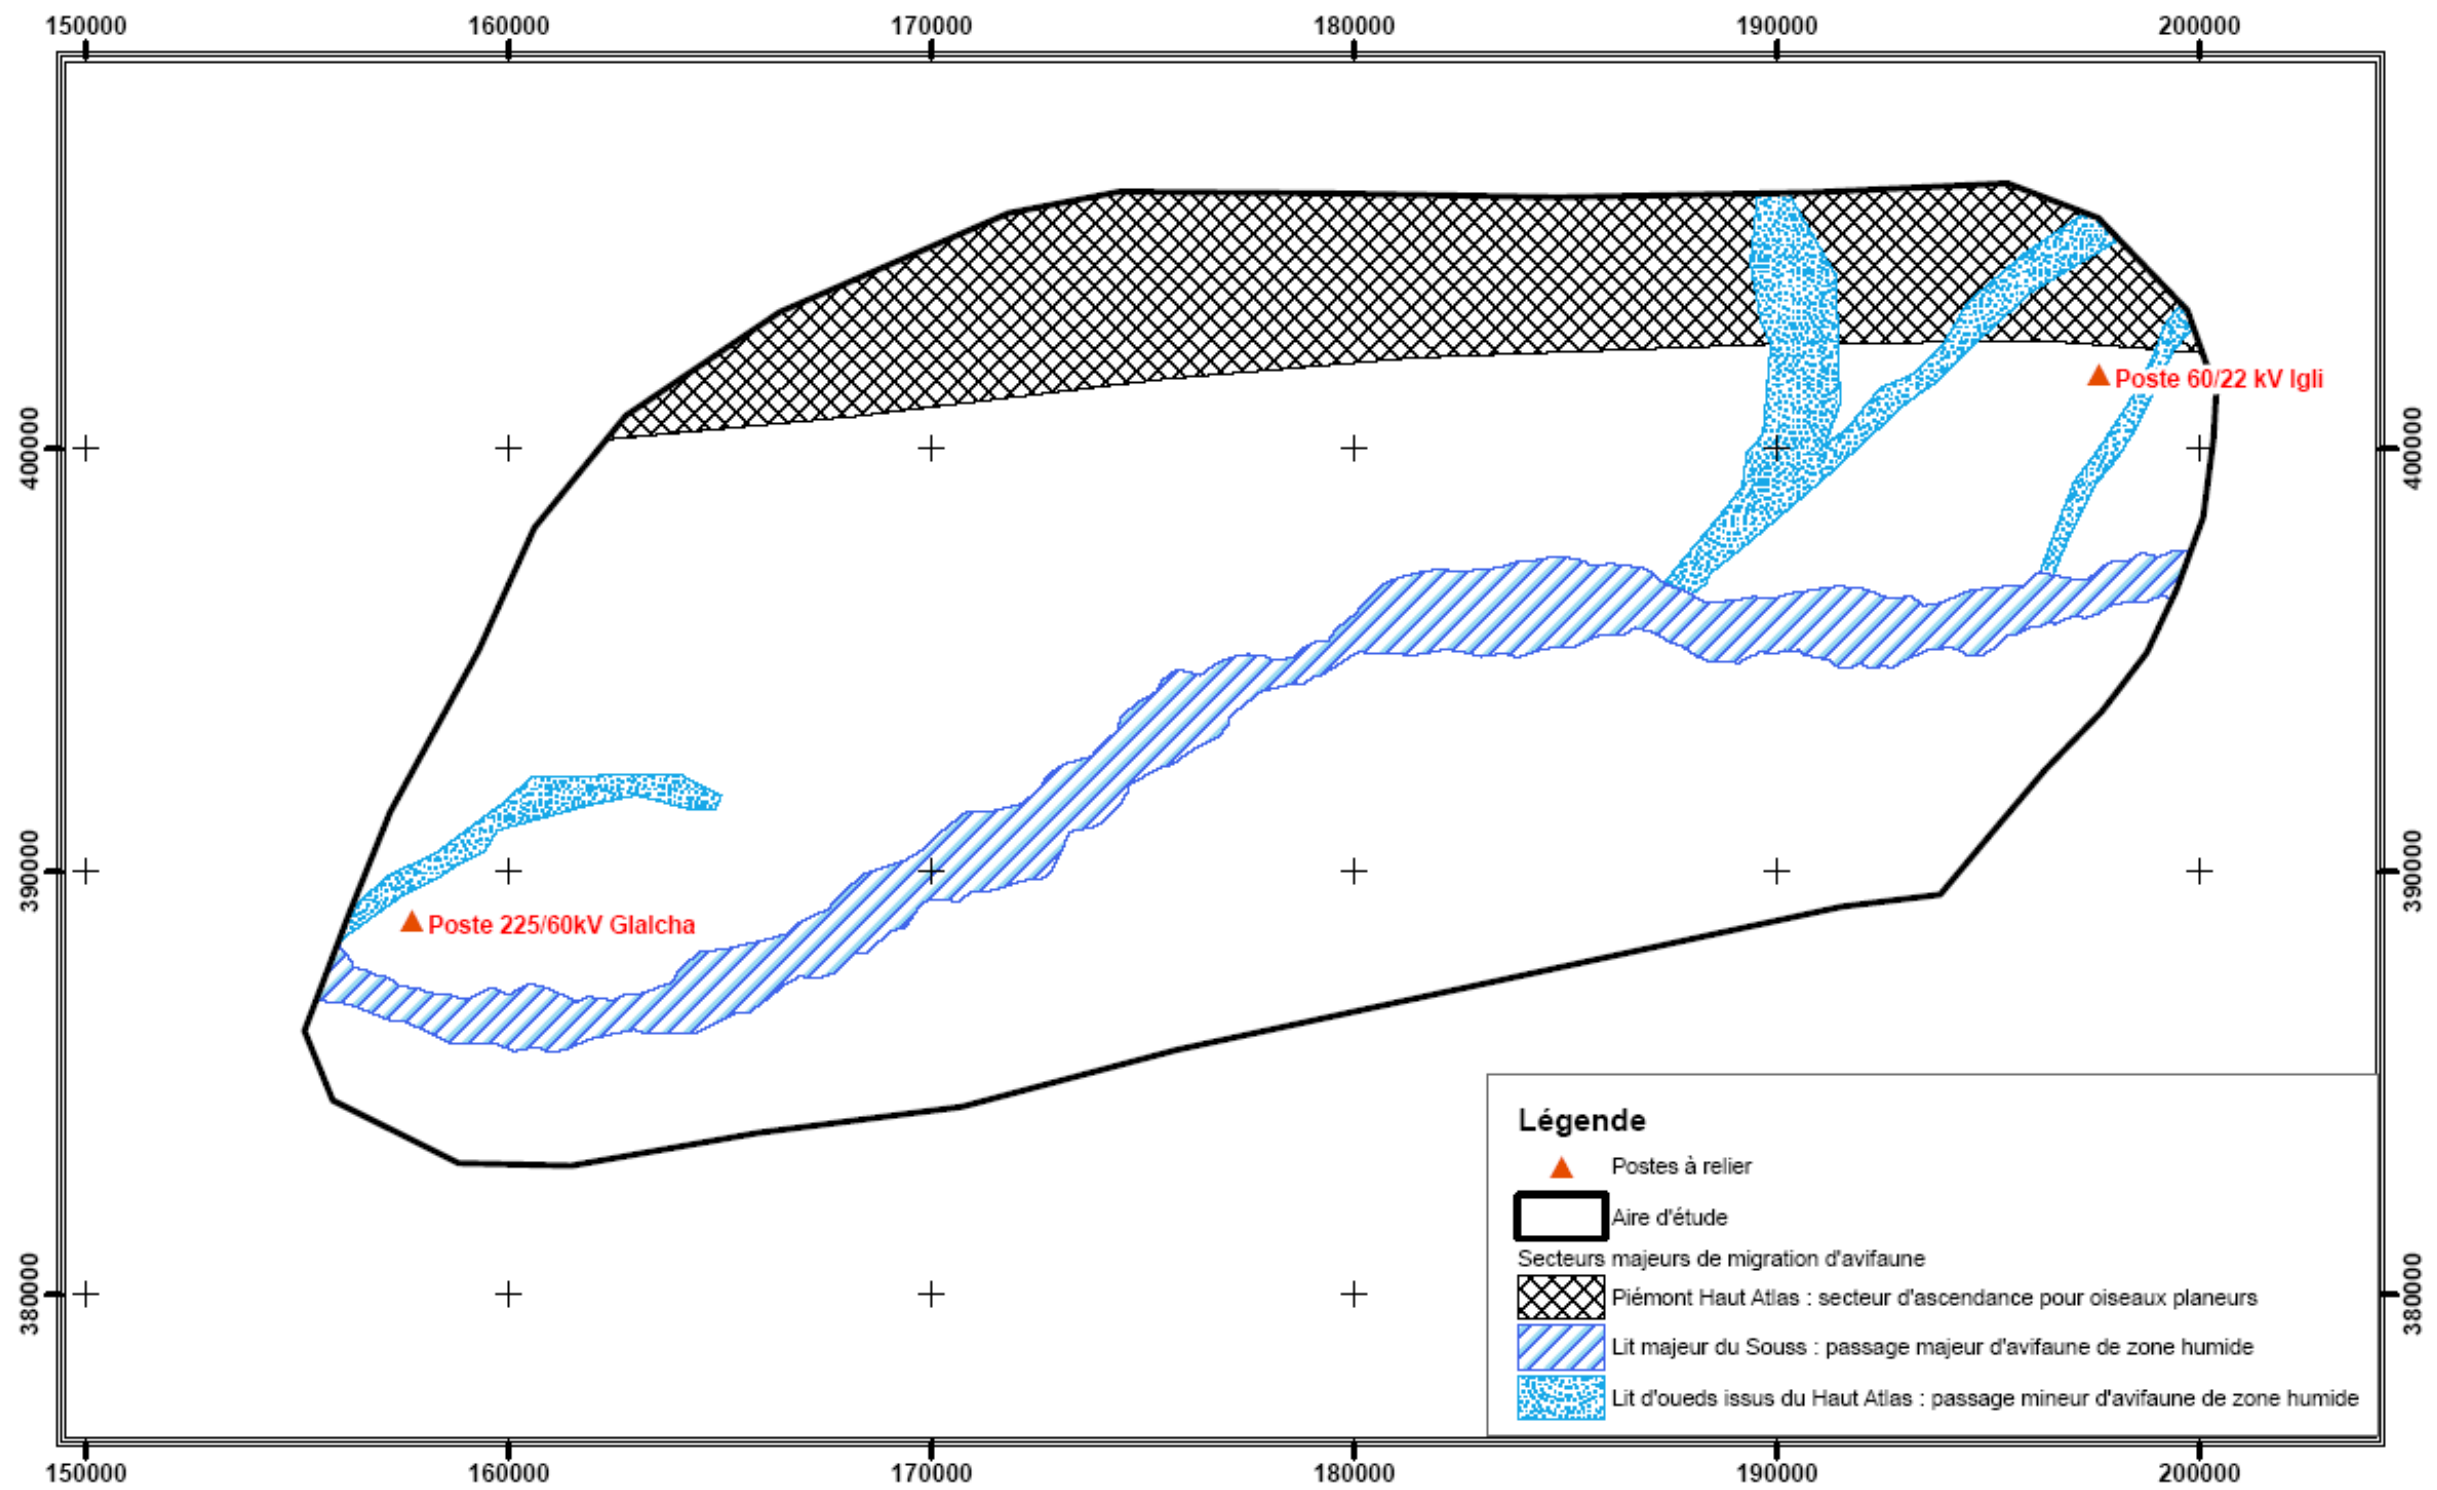 150000 160000 170000 180000 190000 200000
Poste 60/22 kV Igli
400000 400000
390000 390000
Poste 225/60kV Glalcha
380000 380000
Légende
Postes à relier
Aire d'étude
Secteurs majeurs de migration d'avifaune
Piémont Haut Atlas : secteur d'ascendance pour oiseaux planeurs
Lit majeur du Souss : passage majeur d'avifaune de zone humide
Lit d'oueds issus du Haut Atlas : passage mineur d'avifaune de zone humide
150000 160000 170000 180000 190000 200000